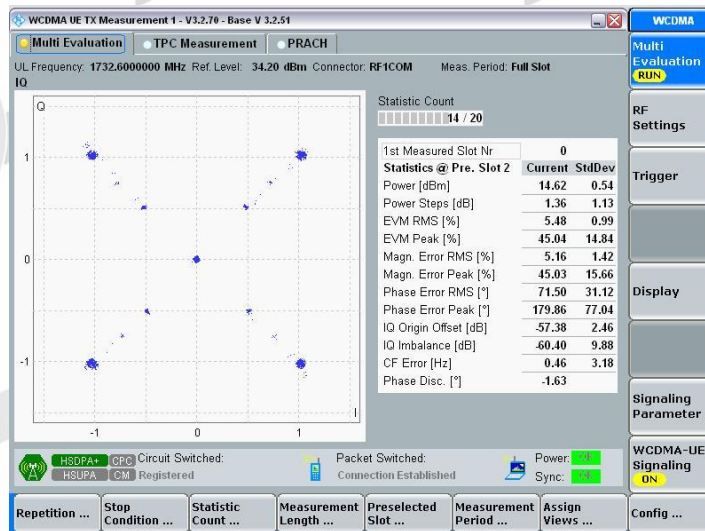 WCDMA UE TX Measurement 1 - V3.2.70 - Base V 3.2.51
WCDMA
Multi Evaluation
TPC Measurement
PRACH
UL Frequency: 1732.6000000 MHz Ref. Level: 34.20 dBm Connector: RF1COM Meas. Period: Full Slot
IQ
Q
1
0
-1
-1 0 1
I
Statistic Count
14 / 20
1st Measured Slot Nr 0
Statistics @ Pre. Slot 2 Current StdDev
Power [dBm] 14.62 0.54
Power Steps [dB] 1.36 1.13
EVM RMS [%] 5.48 0.99
EVM Peak [%] 45.04 14.84
Magn. Error RMS [%] 5.16 1.42
Magn. Error Peak [%] 45.03 15.66
Phase Error RMS [°] 71.50 31.12
Phase Error Peak [°] 179.86 77.04
IQ Origin Offset [dB] -57.38 2.46
IQ Imbalance [dB] -60.40 9.88
CF Error [Hz] 0.46 3.18
Phase Disc. [°] -1.63
Multi
Evaluation
RUN
RF
Settings
Trigger
Display
Signaling
Parameter
WCDMA-UE
Signaling
ON
Config ...
HSDPA+ CPC Circuit Switched: Packet Switched: Power:
HSUPA CM Registered Connection Established Sync:
Repetition ...
Stop
Condition ...
Statistic
Count ...
Measurement
Length ...
Preselected
Slot ...
Measurement
Period ...
Assign
Views ...